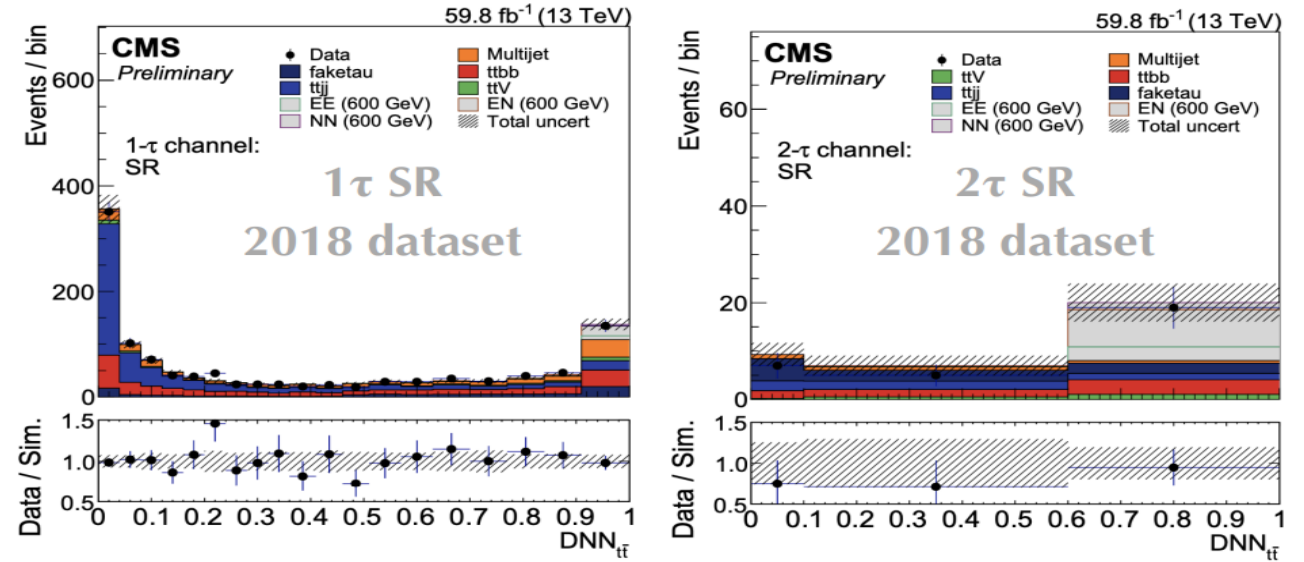 59.8 fb⁻¹ (13 TeV)
Events / bin
CMS
Preliminary
Data
Multijet
faketau
ttbb
ttjj
ttV
EE (600 GeV)
EN (600 GeV)
NN (600 GeV)
Total uncert
1-τ channel:
SR
1τ SR
2018 dataset
600
400
200
0
Data / Sim.
1.5
1.0
0.5
0 0.1 0.2 0.3 0.4 0.5 0.6 0.7 0.8 0.9 1
DNN_{tt̄}
59.8 fb⁻¹ (13 TeV)
Events / bin
CMS
Preliminary
Data
Multijet
ttV
ttbb
ttjj
faketau
EE (600 GeV)
EN (600 GeV)
NN (600 GeV)
Total uncert
2-τ channel:
SR
2τ SR
2018 dataset
60
40
20
0
Data / Sim.
1.5
1.0
0.5
0 0.1 0.2 0.3 0.4 0.5 0.6 0.7 0.8 0.9 1
DNN_{tt̄}